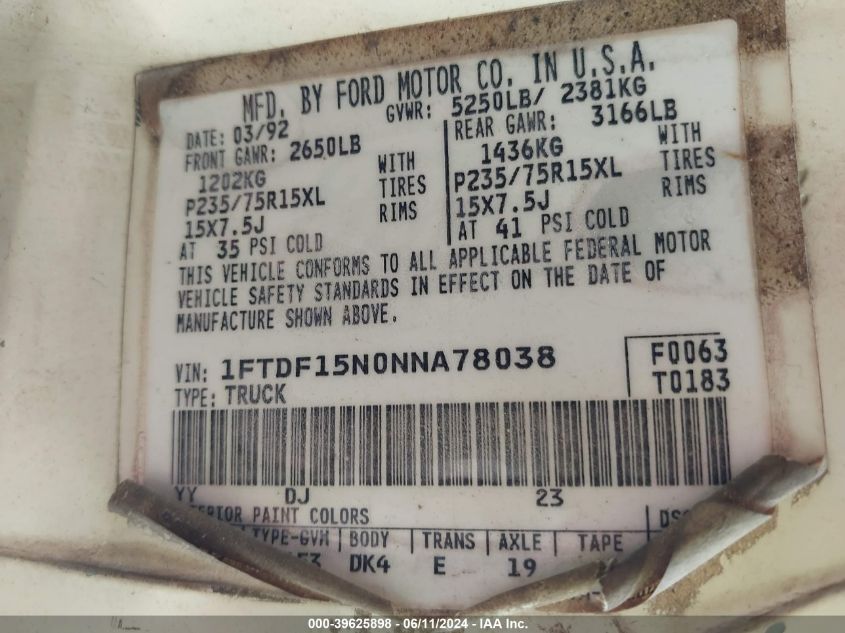 MFD. BY FORD MOTOR CO. IN U.S.A.
DATE: 03/92 GVWR: 5250LB/ 2381KG
FRONT GAWR: 2650LB REAR GAWR: 3166LB
1202KG WITH 1436KG WITH
P235/75R15XL TIRES P235/75R15XL TIRES
15X7.5J RIMS 15X7.5J RIMS
AT 35 PSI COLD AT 41 PSI COLD
THIS VEHICLE CONFORMS TO ALL APPLICABLE FEDERAL MOTOR
VEHICLE SAFETY STANDARDS IN EFFECT ON THE DATE OF
MANUFACTURE SHOWN ABOVE.
VIN: 1FTDF15N0NNA78038 F0063
TYPE: TRUCK T0183
YY DJ 23
PAINT COLORS
TYPE-GVM BODY TRANS AXLE TAPE
DK4 E 19
000-39625898 - 06/11/2024 - IAA Inc.